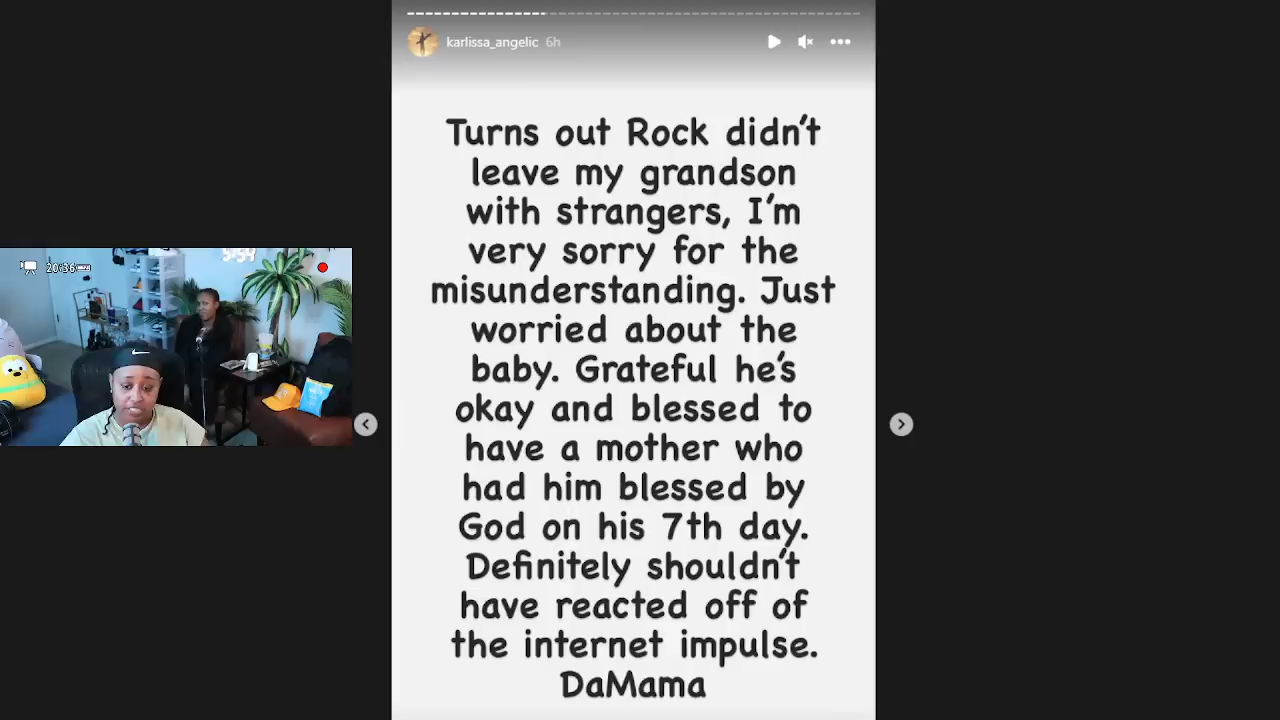 karlissa_angelic 6h
Turns out Rock didn't
leave my grandson
with strangers, I'm
very sorry for the
misunderstanding. Just
worried about the
baby. Grateful he's
okay and blessed to
have a mother who
had him blessed by
God on his 7th day.
Definitely shouldn't
have reacted off of
the internet impulse.
DaMama
20:36